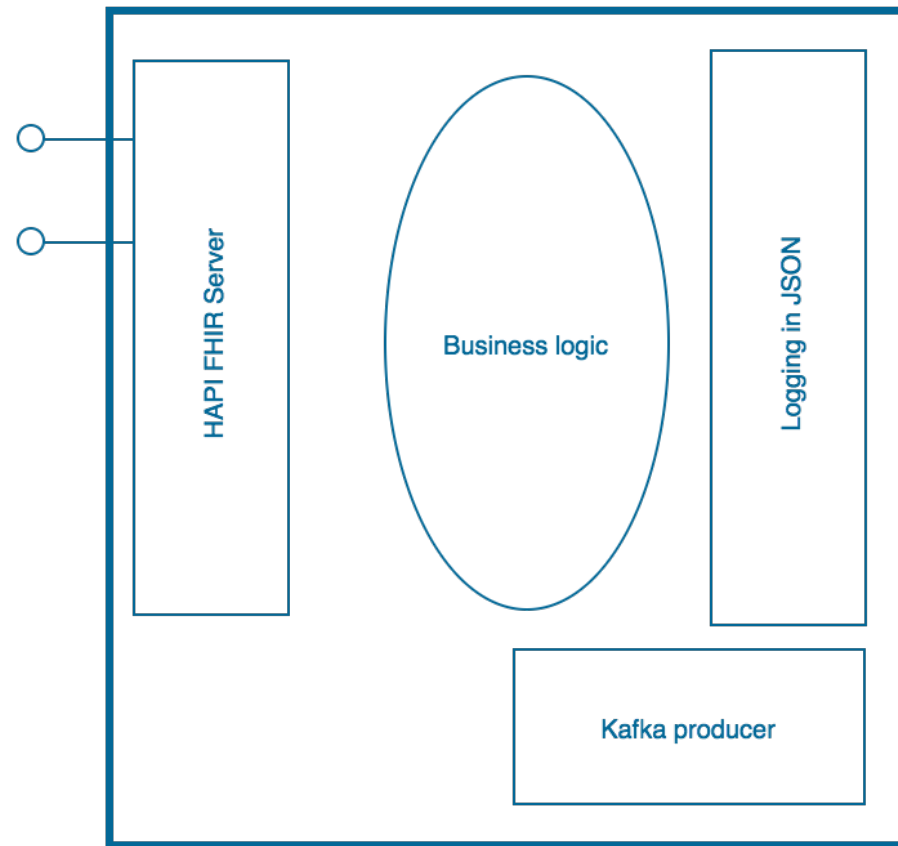 HAPI FHIR Server
Business logic
Logging in JSON
Kafka producer